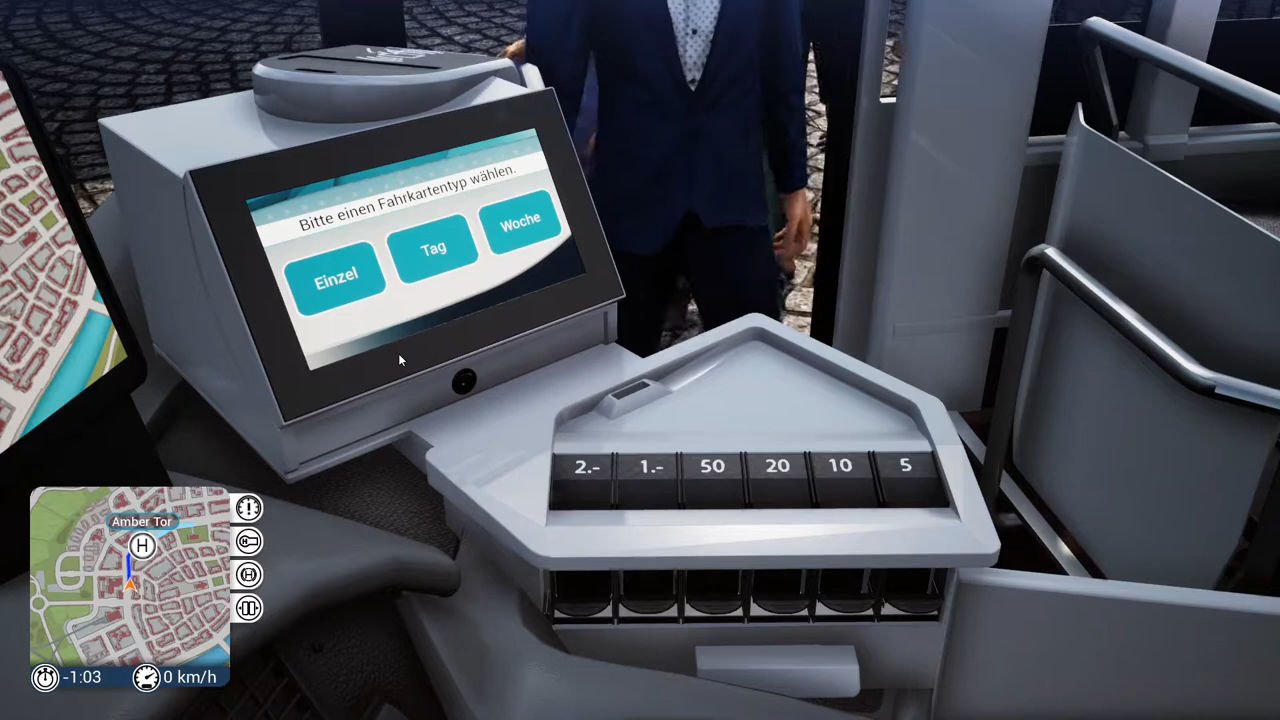 Bitte einen Fahrkartentyp wählen.
Einzel
Tag
Woche
2.- 1.- 50 20 10 5
Amber Tor
H
-1:03 0 km/h